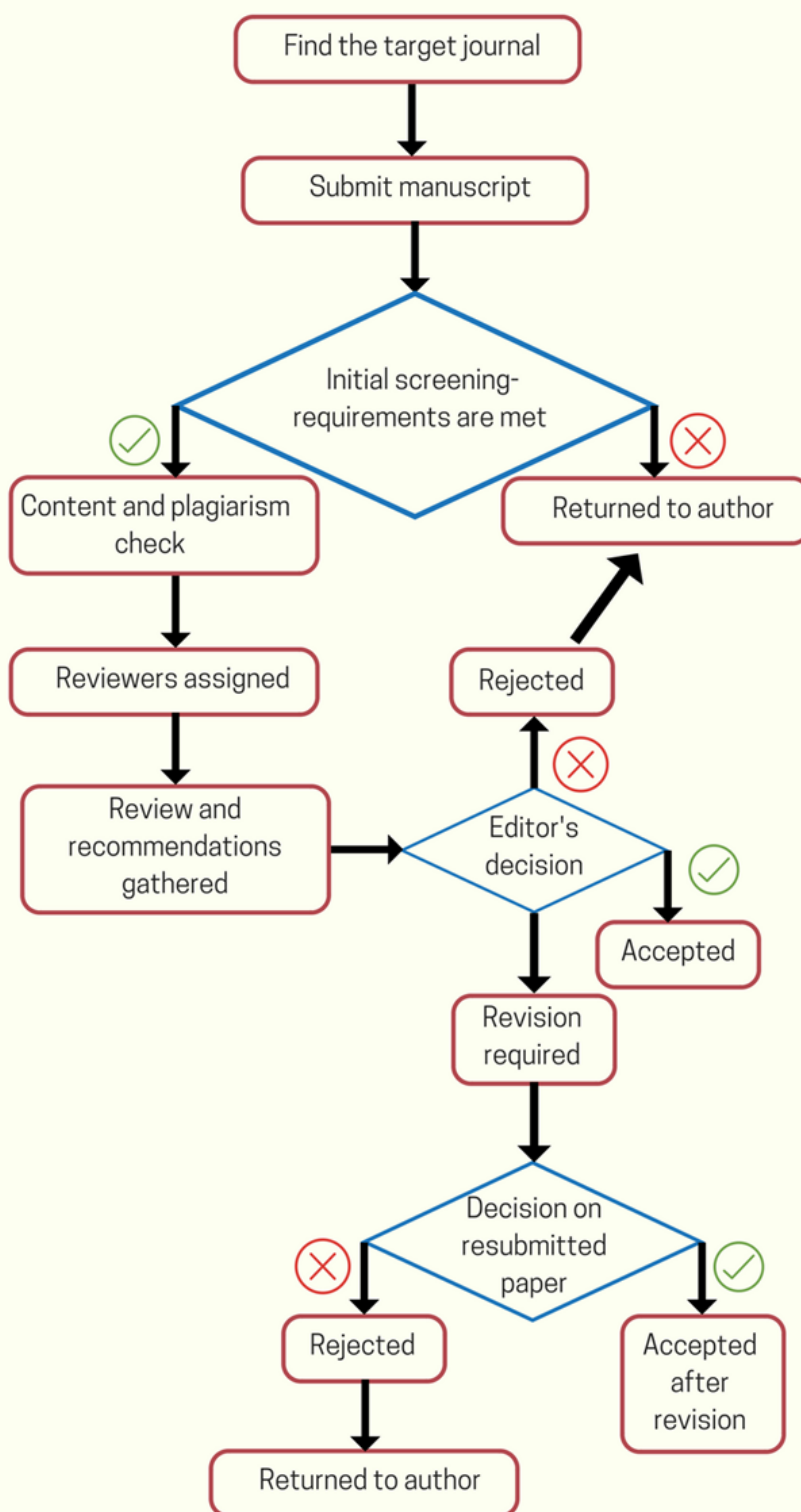 Find the target journal
Submit manuscript
Initial screening-
requirements are met
Content and plagiarism
check
Returned to author
Reviewers assigned
Rejected
Review and
recommendations
gathered
Editor's
decision
Accepted
Revision
required
Decision on
resubmitted
paper
Rejected
Accepted
after
revision
Returned to author